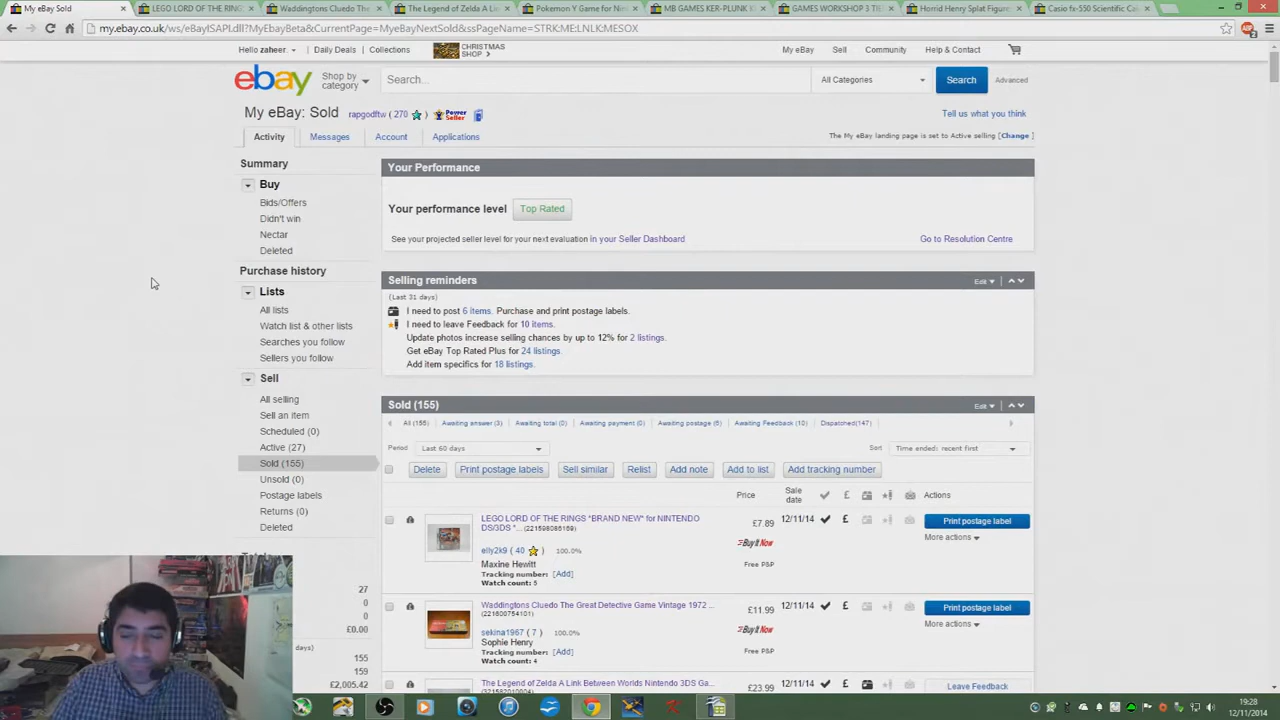 My eBay Sold
LEGO LORD OF THE RING
Waddingtons Cluedo The
The Legend of Zelda A Lin
Pokemon Y Game for Nin
MB GAMES KER-PLUNK K
GAMES WORKSHOP 3 THE
Horrid Henry Splat Figure
Casio fx-550 Scientific Co
my.ebay.co.uk/ws/eBayISAPI.dll?MyEbayBeta&CurrentPage=MyeBayNextSold&ssPageName=STRK:ME:LNLK:MESOX
Hello zaheer
Daily Deals
Collections
CHRISTMAS SHOP >
My eBay
Sell
Community
Help & Contact
ebay
Shop by category
Search...
All Categories
Search
Advanced
My eBay: Sold
rapgodftw ( 270 )
Power Seller
Tell us what you think
Activity
Messages
Account
Applications
The My eBay landing page is set to Active selling [Change ]
Summary
Buy
Bids/Offers
Didn't win
Nectar
Deleted
Purchase history
Lists
All lists
Watch list & other lists
Searches you follow
Sellers you follow
Sell
All selling
Sell an item
Scheduled (0)
Active (27)
Sold (155)
Unsold (0)
Postage labels
Returns (0)
Deleted
27
0
0
£0.00
days)
155
159
£2,005.42
Your Performance
Your performance level
Top Rated
See your projected seller level for your next evaluation in your Seller Dashboard
Go to Resolution Centre
Selling reminders
Edit
(Last 31 days)
I need to post 6 items. Purchase and print postage labels.
I need to leave Feedback for 10 items.
Update photos increase selling chances by up to 12% for 2 listings.
Get eBay Top Rated Plus for 24 listings.
Add item specifics for 18 listings.
Sold (155)
Edit
All (155)
Awaiting answer (3)
Awaiting total (0)
Awaiting payment (0)
Awaiting postage (6)
Awaiting Feedback (10)
Dispatched(147)
Period
Last 60 days
Sort
Time ended: recent first
Delete
Print postage labels
Sell similar
Relist
Add note
Add to list
Add tracking number
Price
Sale date
£
Actions
LEGO LORD OF THE RINGS *BRAND NEW* for NINTENDO
DS/3DS "... (221598086169)
elly2k9 ( 40 ) 100.0%
Maxine Hewitt
Tracking number: [Add]
Watch count: 5
£7.89
Buy It Now
Free P&P
12/11/14
£
Print postage label
More actions
Waddingtons Cluedo The Great Detective Game Vintage 1972 ...
(221600754101)
sekina1967 ( 7 ) 100.0%
Sophie Henry
Tracking number: [Add]
Watch count: 4
£11.99
Buy It Now
Free P&P
12/11/14
£
Print postage label
More actions
The Legend of Zelda A Link Between Worlds Nintendo 3DS Ga...
£23.99
12/11/14
£
Leave Feedback
19:28
12/11/2014